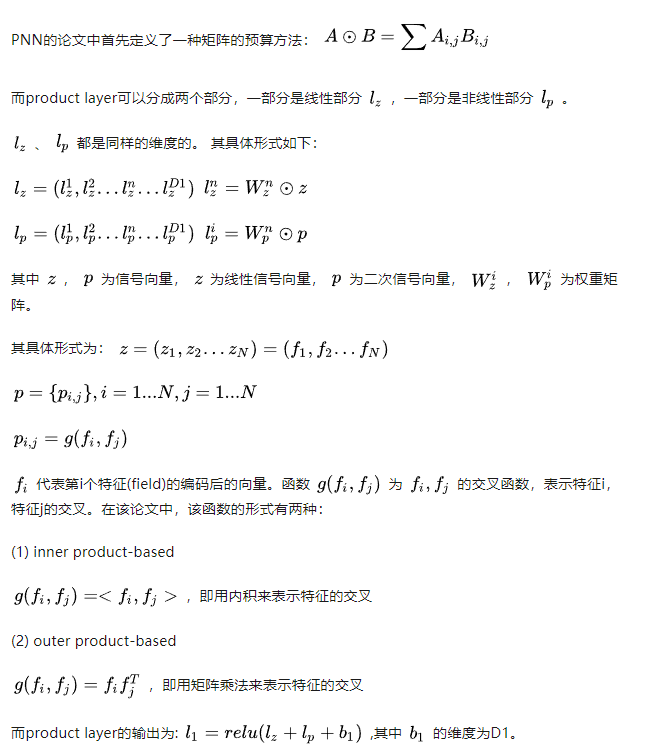 PNN的论文中首先定义了一种矩阵的预算方法： $A \odot B = \sum A_{i,j} B_{i,j}$
而product layer可以分成两个部分，一部分是线性部分 $l_z$ ，一部分是非线性部分 $l_p$ 。
$l_z$ 、 $l_p$ 都是同样的维度的。 其具体形式如下：
$l_z = (l_z^1, l_z^2 \ldots l_z^n \ldots l_z^{D1})$ $l_z^n = W_z^n \odot z$
$l_p = (l_p^1, l_p^2 \ldots l_p^n \ldots l_p^{D1})$ $l_p^i = W_p^n \odot p$
其中 $z$ ， $p$ 为信号向量， $z$ 为线性信号向量， $p$ 为二次信号向量， $W_z^i$ ， $W_p^i$ 为权重矩
阵。
其具体形式为： $z = (z_1, z_2 \ldots z_N) = (f_1, f_2 \ldots f_N)$
$p = \{p_{i,j}\}, i = 1 \ldots N, j = 1 \ldots N$
$p_{i,j} = g(f_i, f_j)$
$f_i$ 代表第i个特征(field)的编码后的向量。函数 $g(f_i, f_j)$ 为 $f_i, f_j$ 的交叉函数，表示特征i，
特征j的交叉。在该论文中，该函数的形式有两种：
(1) inner product-based
$g(f_i, f_j) =< f_i, f_j >$ ，即用内积来表示特征的交叉
(2) outer product-based
$g(f_i, f_j) = f_i f_j^T$ ，即用矩阵乘法来表示特征的交叉
而product layer的输出为: $l_1 = relu(l_z + l_p + b_1)$ ,其中 $b_1$ 的维度为D1。